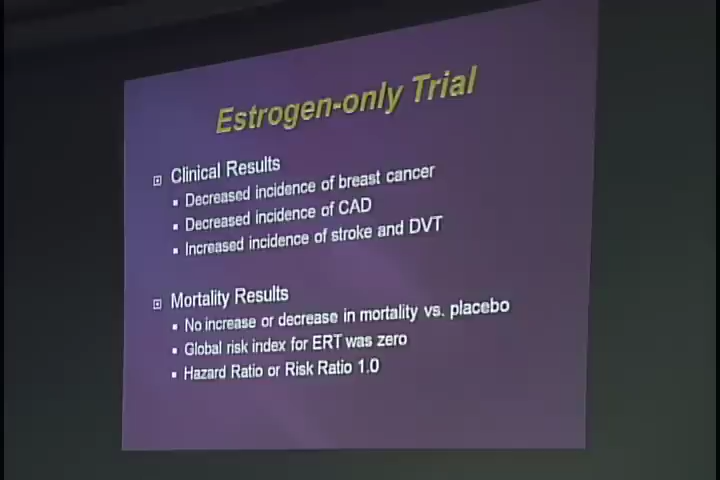 Estrogen-only Trial
Clinical Results
Decreased incidence of breast cancer
Decreased incidence of CAD
Increased incidence of stroke and DVT
Mortality Results
No increase or decrease in mortality vs. placebo
Global risk index for ERT was zero
Hazard Ratio or Risk Ratio 1.0